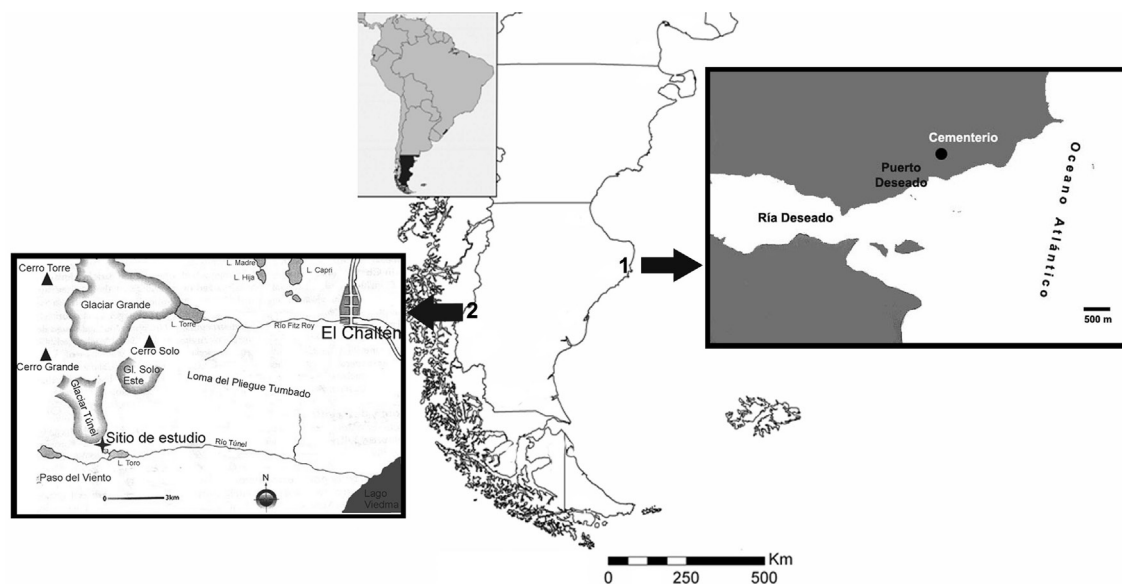 Cerro Torre
L. Madre
L. Hija
L. Capri
Glaciar Grande
L. Torre
Río Fitz Roy
El Chaltén
Cerro Solo
Cerro Grande
Gl. Solo
Este
Loma del Pliegue Tumbado
Glaciar Túnel
Sitio de estudio
Río Túnel
L. Toro
Paso del Viento
0
3km
N
Lago
Viedma
2
1
Cementerio
Puerto
Deseado
Ría Deseado
Oceano Atlántico
500 m
Km
0 250 500